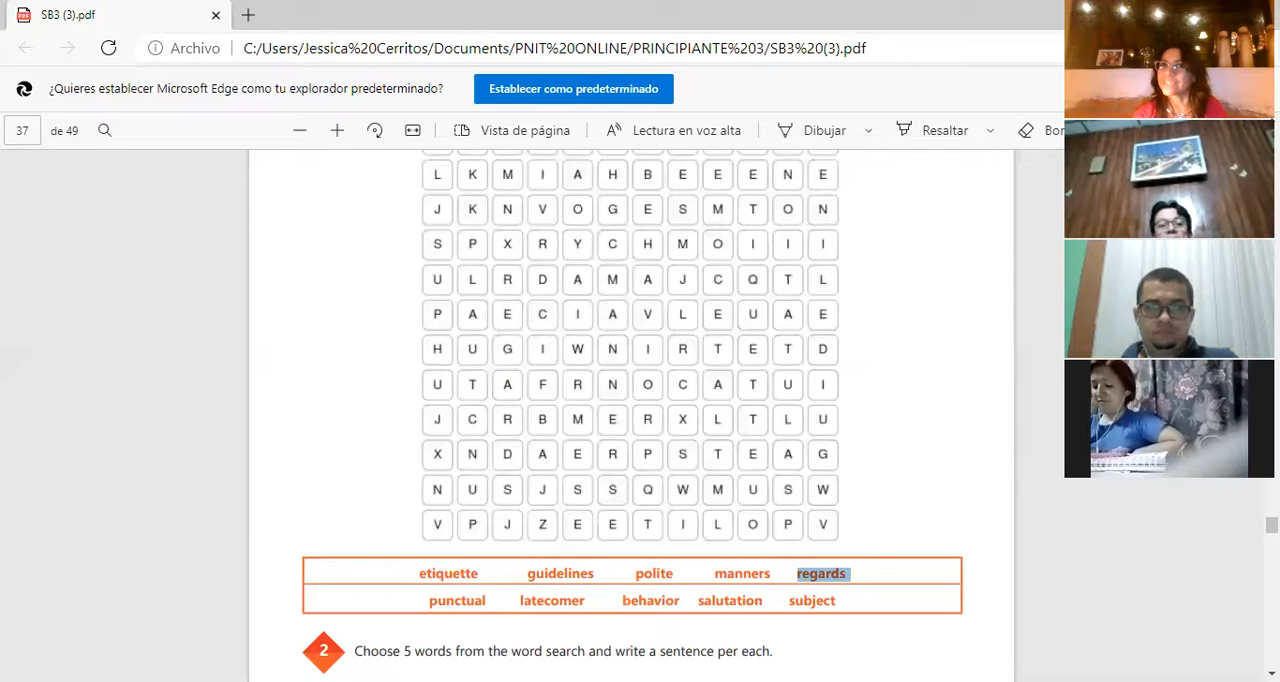 SB3 (3).pdf
Archivo C:/Users/Jessica%20Cerritos/Documents/PNIT%20ONLINE/PRINCIPIANTE%203/SB3%20(3).pdf
¿Quieres establecer Microsoft Edge como tu explorador predeterminado? Establecer como predeterminado
37 de 49 Vista de página Lectura en voz alta Dibujar Resaltar Bor
L K M I A H B E E E N E
J K N V O G E S M T O N
S P X R Y C H M O I I I
U L R D A M A J C Q T L
P A E C I A V L E U A E
H U G I W N I R T E T D
U T A F R N O C A T U I
J C R B M E R X L T L U
X N D A E R P S T E A G
N U S J S S Q W M U S W
V P J Z E E T I L O P V
etiquette guidelines polite manners regards
punctual latecomer behavior salutation subject
2 Choose 5 words from the word search and write a sentence per each.